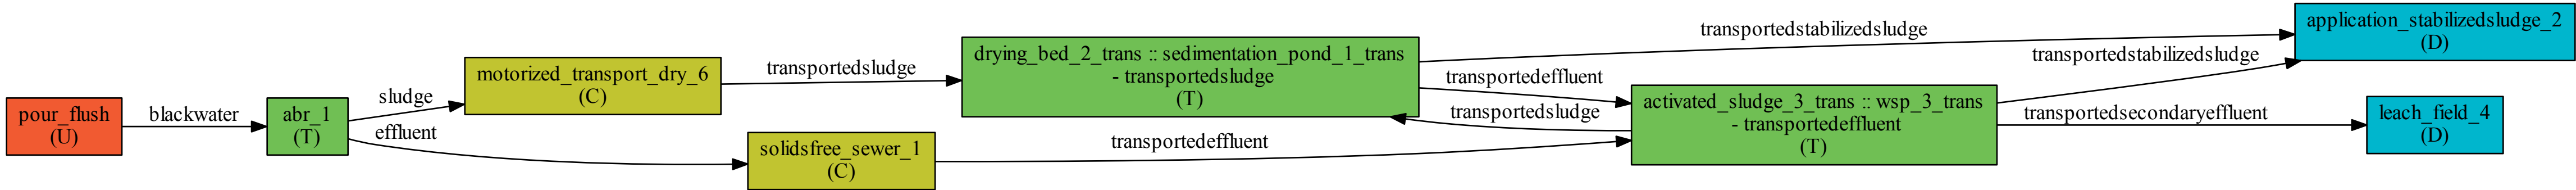 pour_flush
(U)
blackwater
abr_1
(T)
sludge
effluent
motorized_transport_dry_6
(C)
solidsfree_sewer_1
(C)
transportedsludge
transportedeffluent
drying_bed_2_trans :: sedimentation_pond_1_trans
- transportedsludge
(T)
transportedstabilizedsludge
transportedeffluent
transportedsludge
activated_sludge_3_trans :: wsp_3_trans
- transportedeffluent
(T)
transportedstabilizedsludge
transportedsecondaryeffluent
application_stabilizedsludge_2
(D)
leach_field_4
(D)